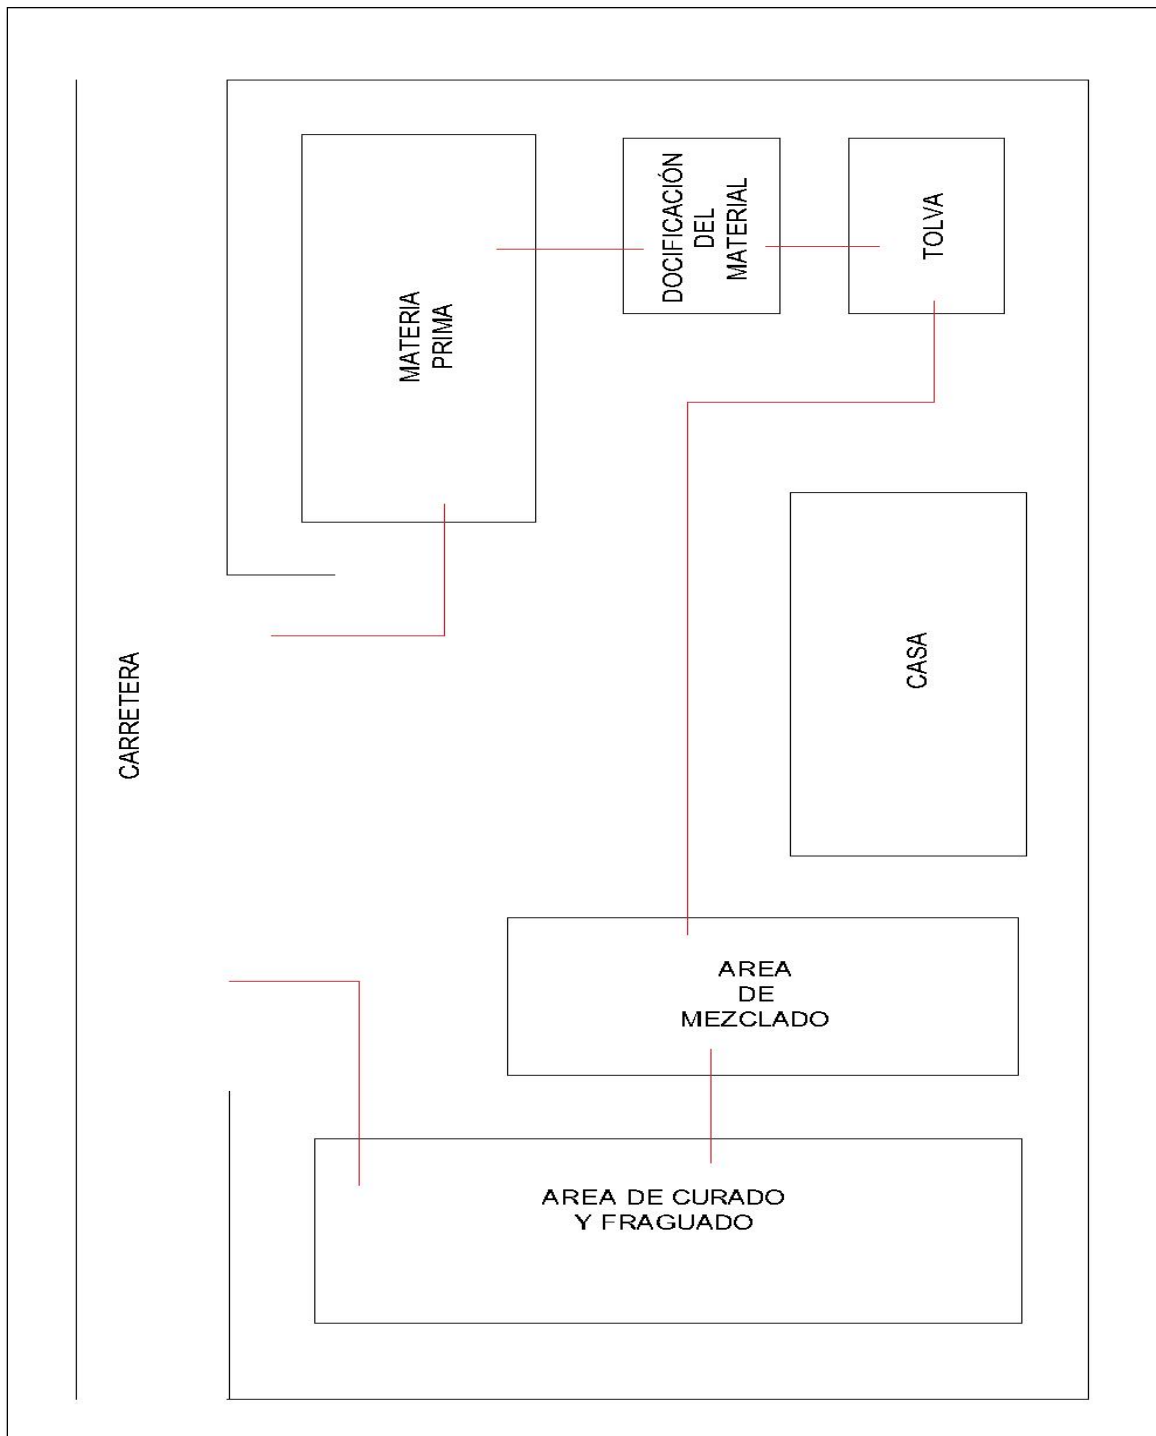 MATERIA
PRIMA
DOCIFICACIÓN
DEL
MATERIAL
TOLVA
CARRETERA
CASA
AREA
DE
MEZCLADO
AREA DE CURADO
Y FRAGUADO